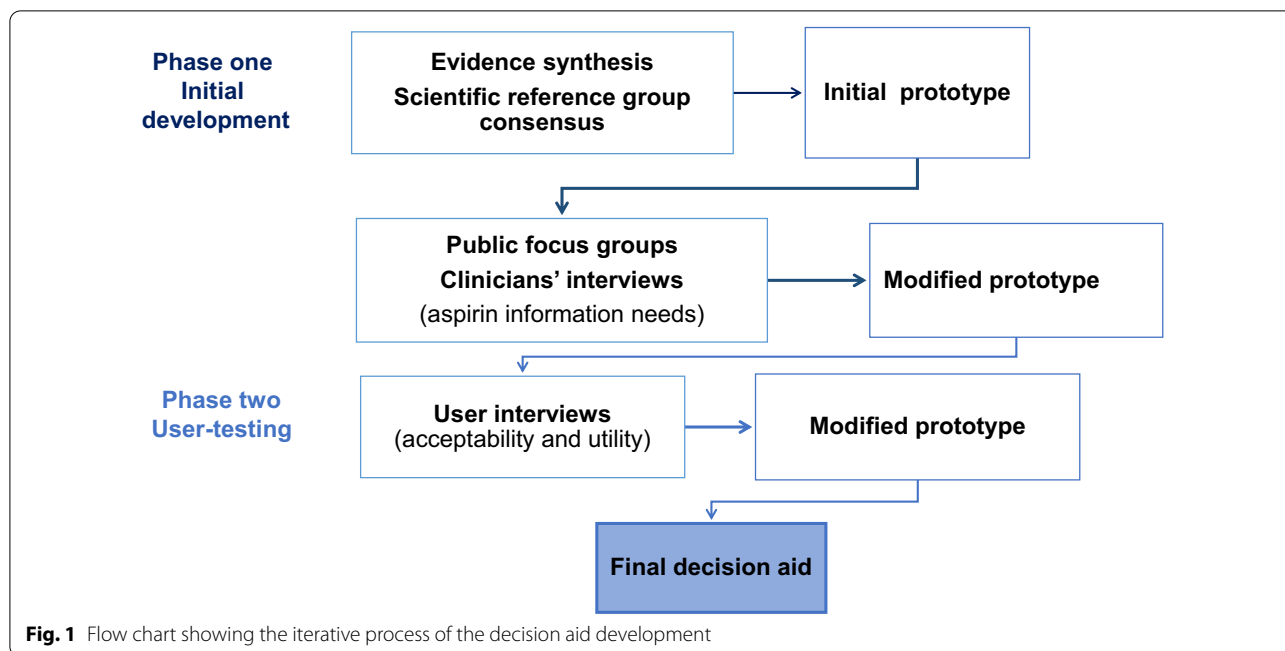 Phase one
Initial
development
Evidence synthesis
Scientific reference group
consensus
Initial prototype
Public focus groups
Clinicians’ interviews
(aspirin information needs)
Modified prototype
Phase two
User-testing
User interviews
(acceptability and utility)
Modified prototype
Final decision aid
Fig. 1 Flow chart showing the iterative process of the decision aid development